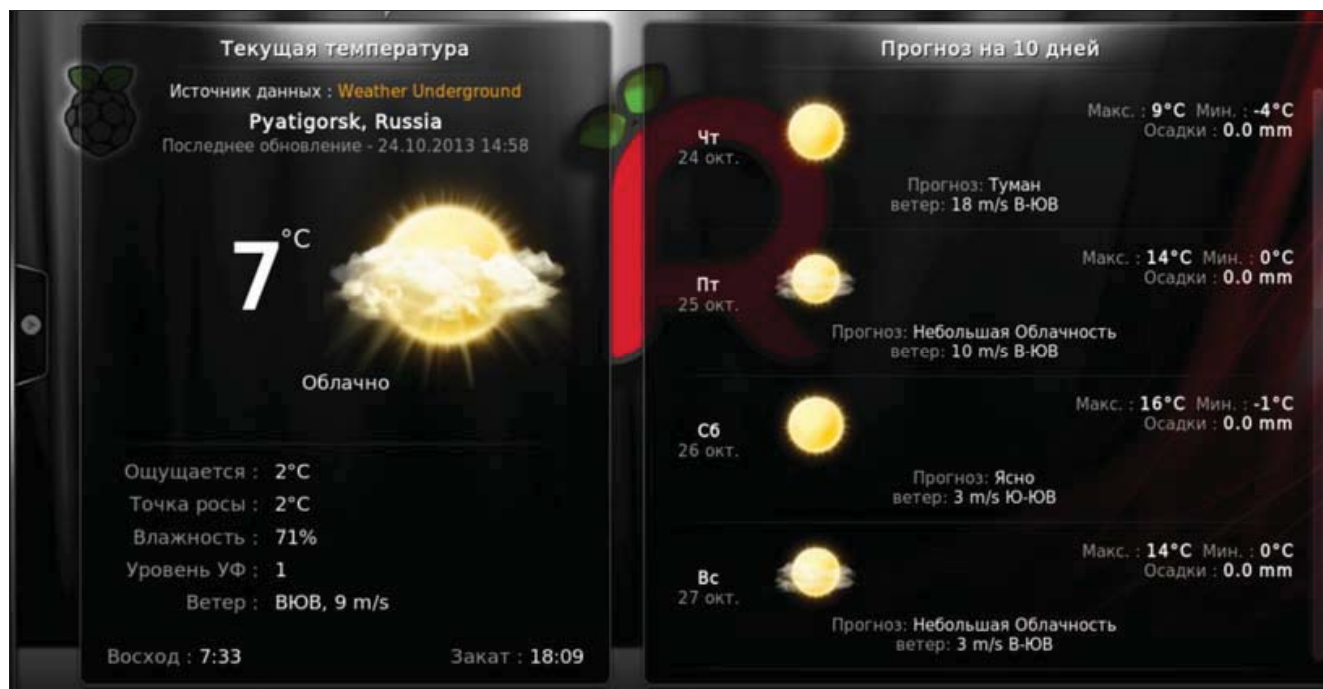 Текущая температура
Источник данных : Weather Underground
Pyatigorsk, Russia
Последнее обновление - 24.10.2013 14:58
7°C
Облачно
Ощущается : 2°C
Точка росы : 2°C
Влажность : 71%
Уровень УФ : 1
Ветер : ВЮВ, 9 m/s
Восход : 7:33 Закат : 18:09
Прогноз на 10 дней
Чт
24 окт.
Макс. : 9°C Мин. : -4°C
Осадки : 0.0 mm
Прогноз: Туман
ветер: 18 m/s В-ЮВ
Пт
25 окт.
Макс. : 14°C Мин. : 0°C
Осадки : 0.0 mm
Прогноз: Небольшая Облачность
ветер: 10 m/s В-ЮВ
Сб
26 окт.
Макс. : 16°C Мин. : -1°C
Осадки : 0.0 mm
Прогноз: Ясно
ветер: 3 m/s Ю-ЮВ
Вс
27 окт.
Макс. : 14°C Мин. : 0°C
Осадки : 0.0 mm
Прогноз: Небольшая Облачность
ветер: 3 m/s В-ЮВ